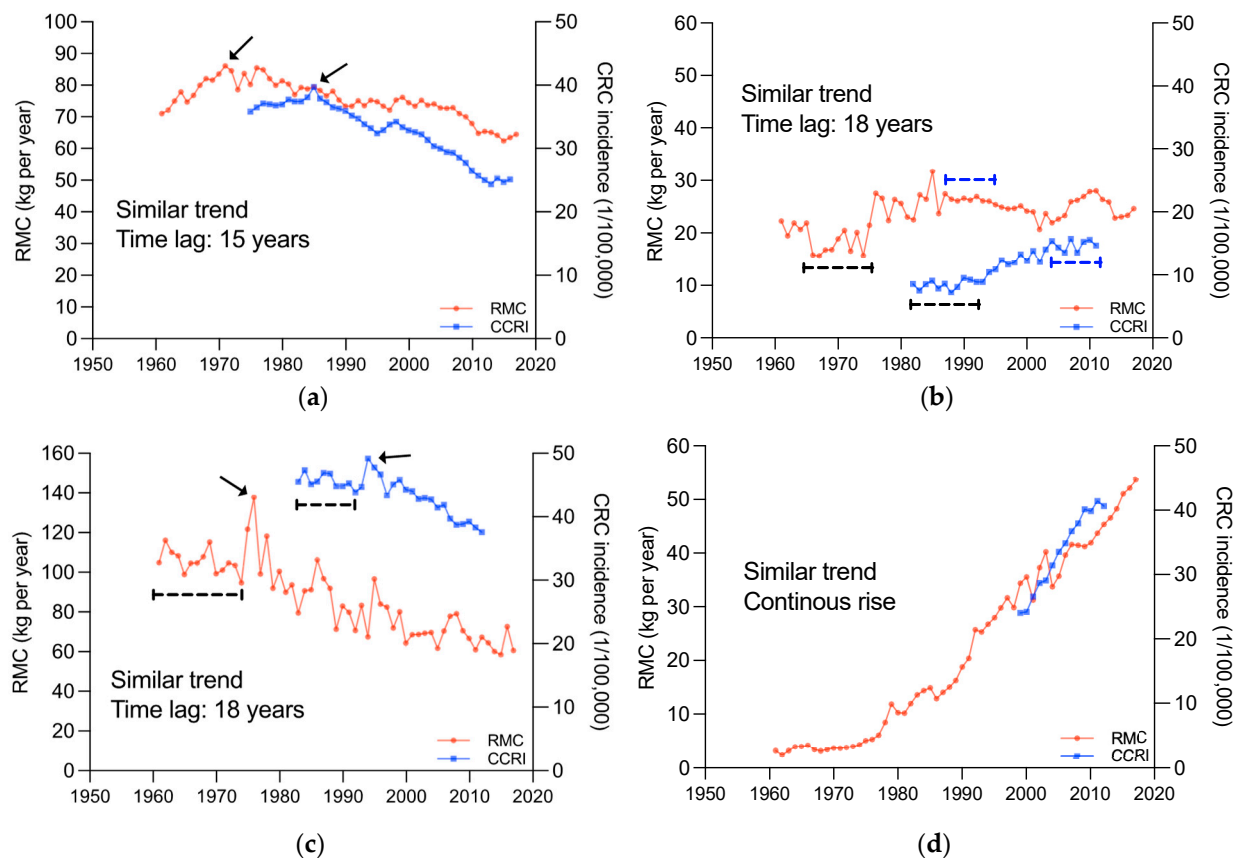 100
90
80
70
60
50
40
30
20
10
0
RMC (kg per year)
50
40
30
20
10
0
CRC incidence (1/100,000)
Similar trend
Time lag: 15 years
RMC
CCRI
1950 1960 1970 1980 1990 2000 2010 2020
(a)
60
50
40
30
20
10
0
RMC (kg per year)
50
40
30
20
10
0
CRC incidence (1/100,000)
Similar trend
Time lag: 18 years
RMC
CCRI
1950 1960 1970 1980 1990 2000 2010 2020
(b)
160
140
120
100
80
60
40
20
0
RMC (kg per year)
50
40
30
20
10
0
CRC incidence (1/100,000)
Similar trend
Time lag: 18 years
RMC
CCRI
1950 1960 1970 1980 1990 2000 2010 2020
(c)
60
50
40
30
20
10
0
RMC (kg per year)
50
40
30
20
10
0
CRC incidence (1/100,000)
Similar trend
Continous rise
RMC
CCRI
1950 1960 1970 1980 1990 2000 2010 2020
(d)